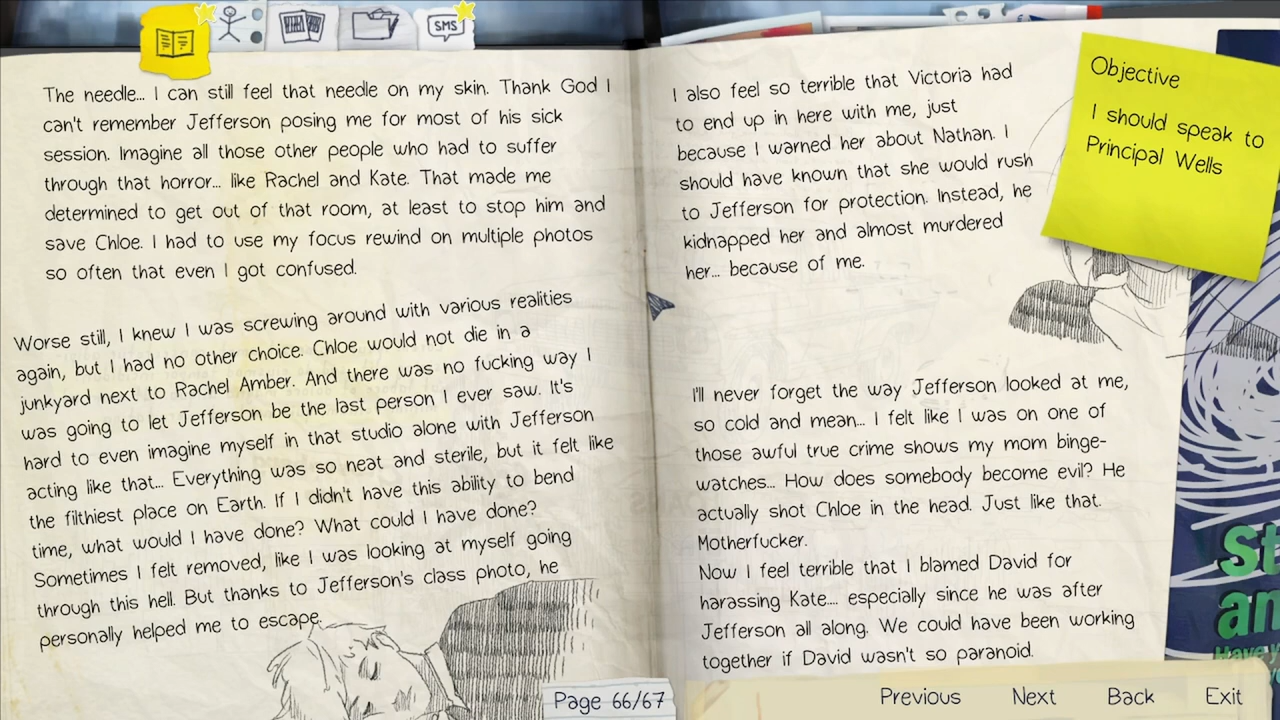 SMS
The needle... I can still feel that needle on my skin. Thank God I
can't remember Jefferson posing me for most of his sick
session. Imagine all those other people who had to suffer
through that horror... like Rachel and Kate. That made me
determined to get out of that room, at least to stop him and
save Chloe. I had to use my focus rewind on multiple photos
so often that even I got confused.
Worse still, I knew I was screwing around with various realities
again, but I had no other choice. Chloe would not die in a
junkyard next to Rachel Amber. And there was no fucking way I
was going to let Jefferson be the last person I ever saw. It's
hard to even imagine myself in that studio alone with Jefferson
acting like that... Everything was so neat and sterile, but it felt like
the filthiest place on Earth. If I didn't have this ability to bend
time, what would I have done? What could I have done?
Sometimes I felt removed, like I was looking at myself going
through this hell. But thanks to Jefferson's class photo, he
personally helped me to escape.
I also feel so terrible that Victoria had
to end up in here with me, just
because I warned her about Nathan. I
should have known that she would rush
to Jefferson for protection. Instead, he
kidnapped her and almost murdered
her... because of me.
I'll never forget the way Jefferson looked at me,
so cold and mean... I felt like I was on one of
those awful true crime shows my mom binge-
watches... How does somebody become evil? He
actually shot Chloe in the head. Just like that.
Motherfucker.
Now I feel terrible that I blamed David for
harassing Kate.... especially since he was after
Jefferson all along. We could have been working
together if David wasn't so paranoid.
Objective
I should speak to
Principal Wells
St
an
Have y
Page 66/67
Previous Next Back Exit